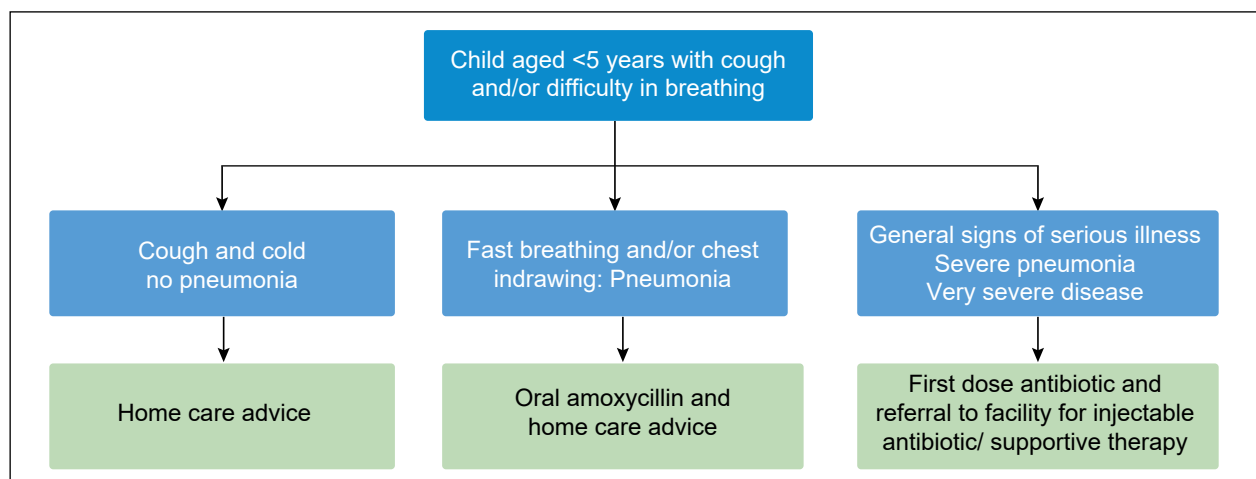 Child aged <5 years with cough
and/or difficulty in breathing
Cough and cold
no pneumonia
Fast breathing and/or chest
indrawing: Pneumonia
General signs of serious illness
Severe pneumonia
Very severe disease
Home care advice
Oral amoxycillin and
home care advice
First dose antibiotic and
referral to facility for injectable
antibiotic/ supportive therapy